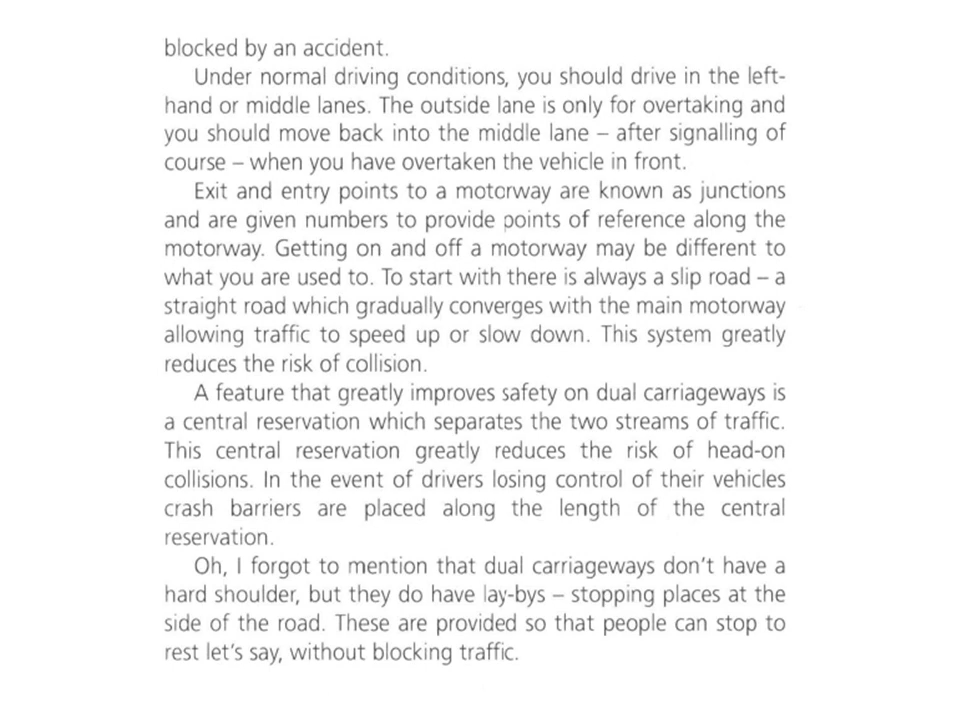 blocked by an accident.
Under normal driving conditions, you should drive in the left-
hand or middle lanes. The outside lane is only for overtaking and
you should move back into the middle lane – after signalling of
course – when you have overtaken the vehicle in front.
Exit and entry points to a motorway are known as junctions
and are given numbers to provide points of reference along the
motorway. Getting on and off a motorway may be different to
what you are used to. To start with there is always a slip road – a
straight road which gradually converges with the main motorway
allowing traffic to speed up or slow down. This system greatly
reduces the risk of collision.
A feature that greatly improves safety on dual carriageways is
a central reservation which separates the two streams of traffic.
This central reservation greatly reduces the risk of head-on
collisions. In the event of drivers losing control of their vehicles
crash barriers are placed along the length of the central
reservation.
Oh, I forgot to mention that dual carriageways don't have a
hard shoulder, but they do have lay-bys – stopping places at the
side of the road. These are provided so that people can stop to
rest let's say, without blocking traffic.